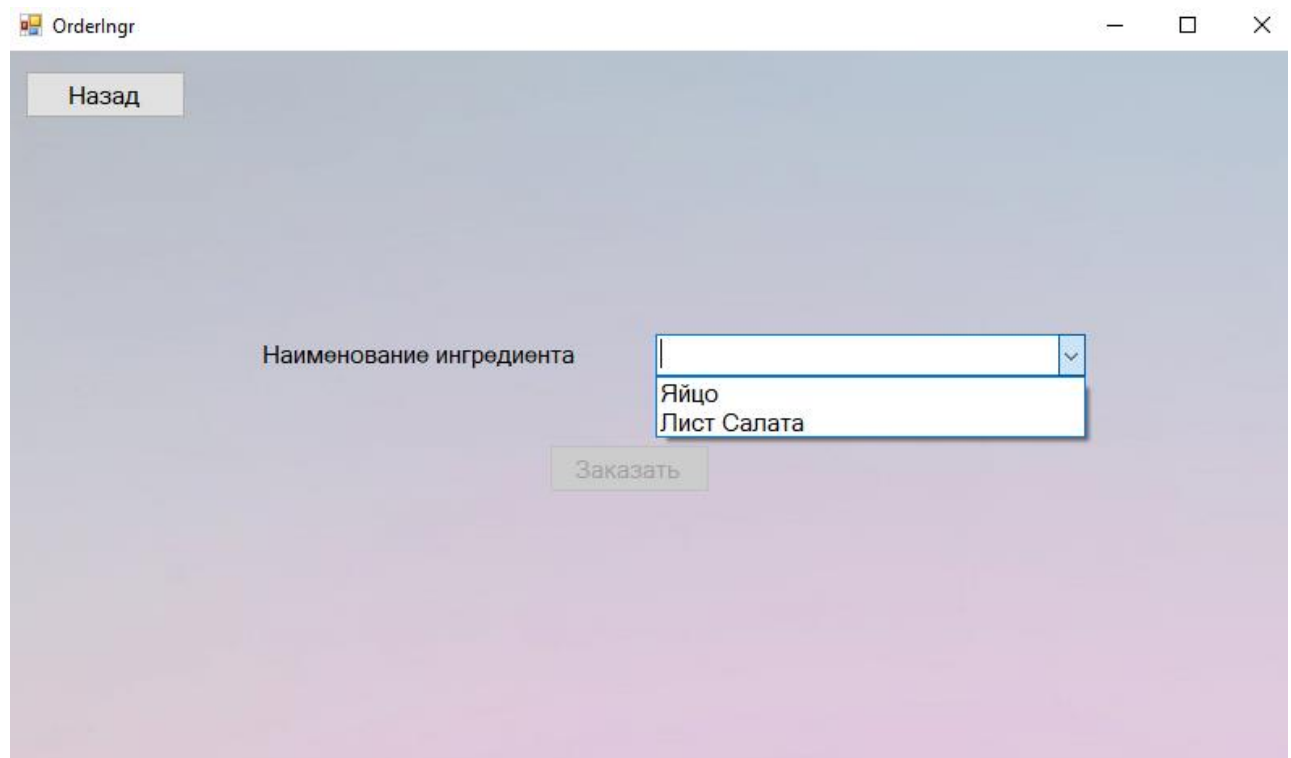 OrderIngr
Назад
Наименование ингредиента
Яйцо
Лист Салата
Заказать